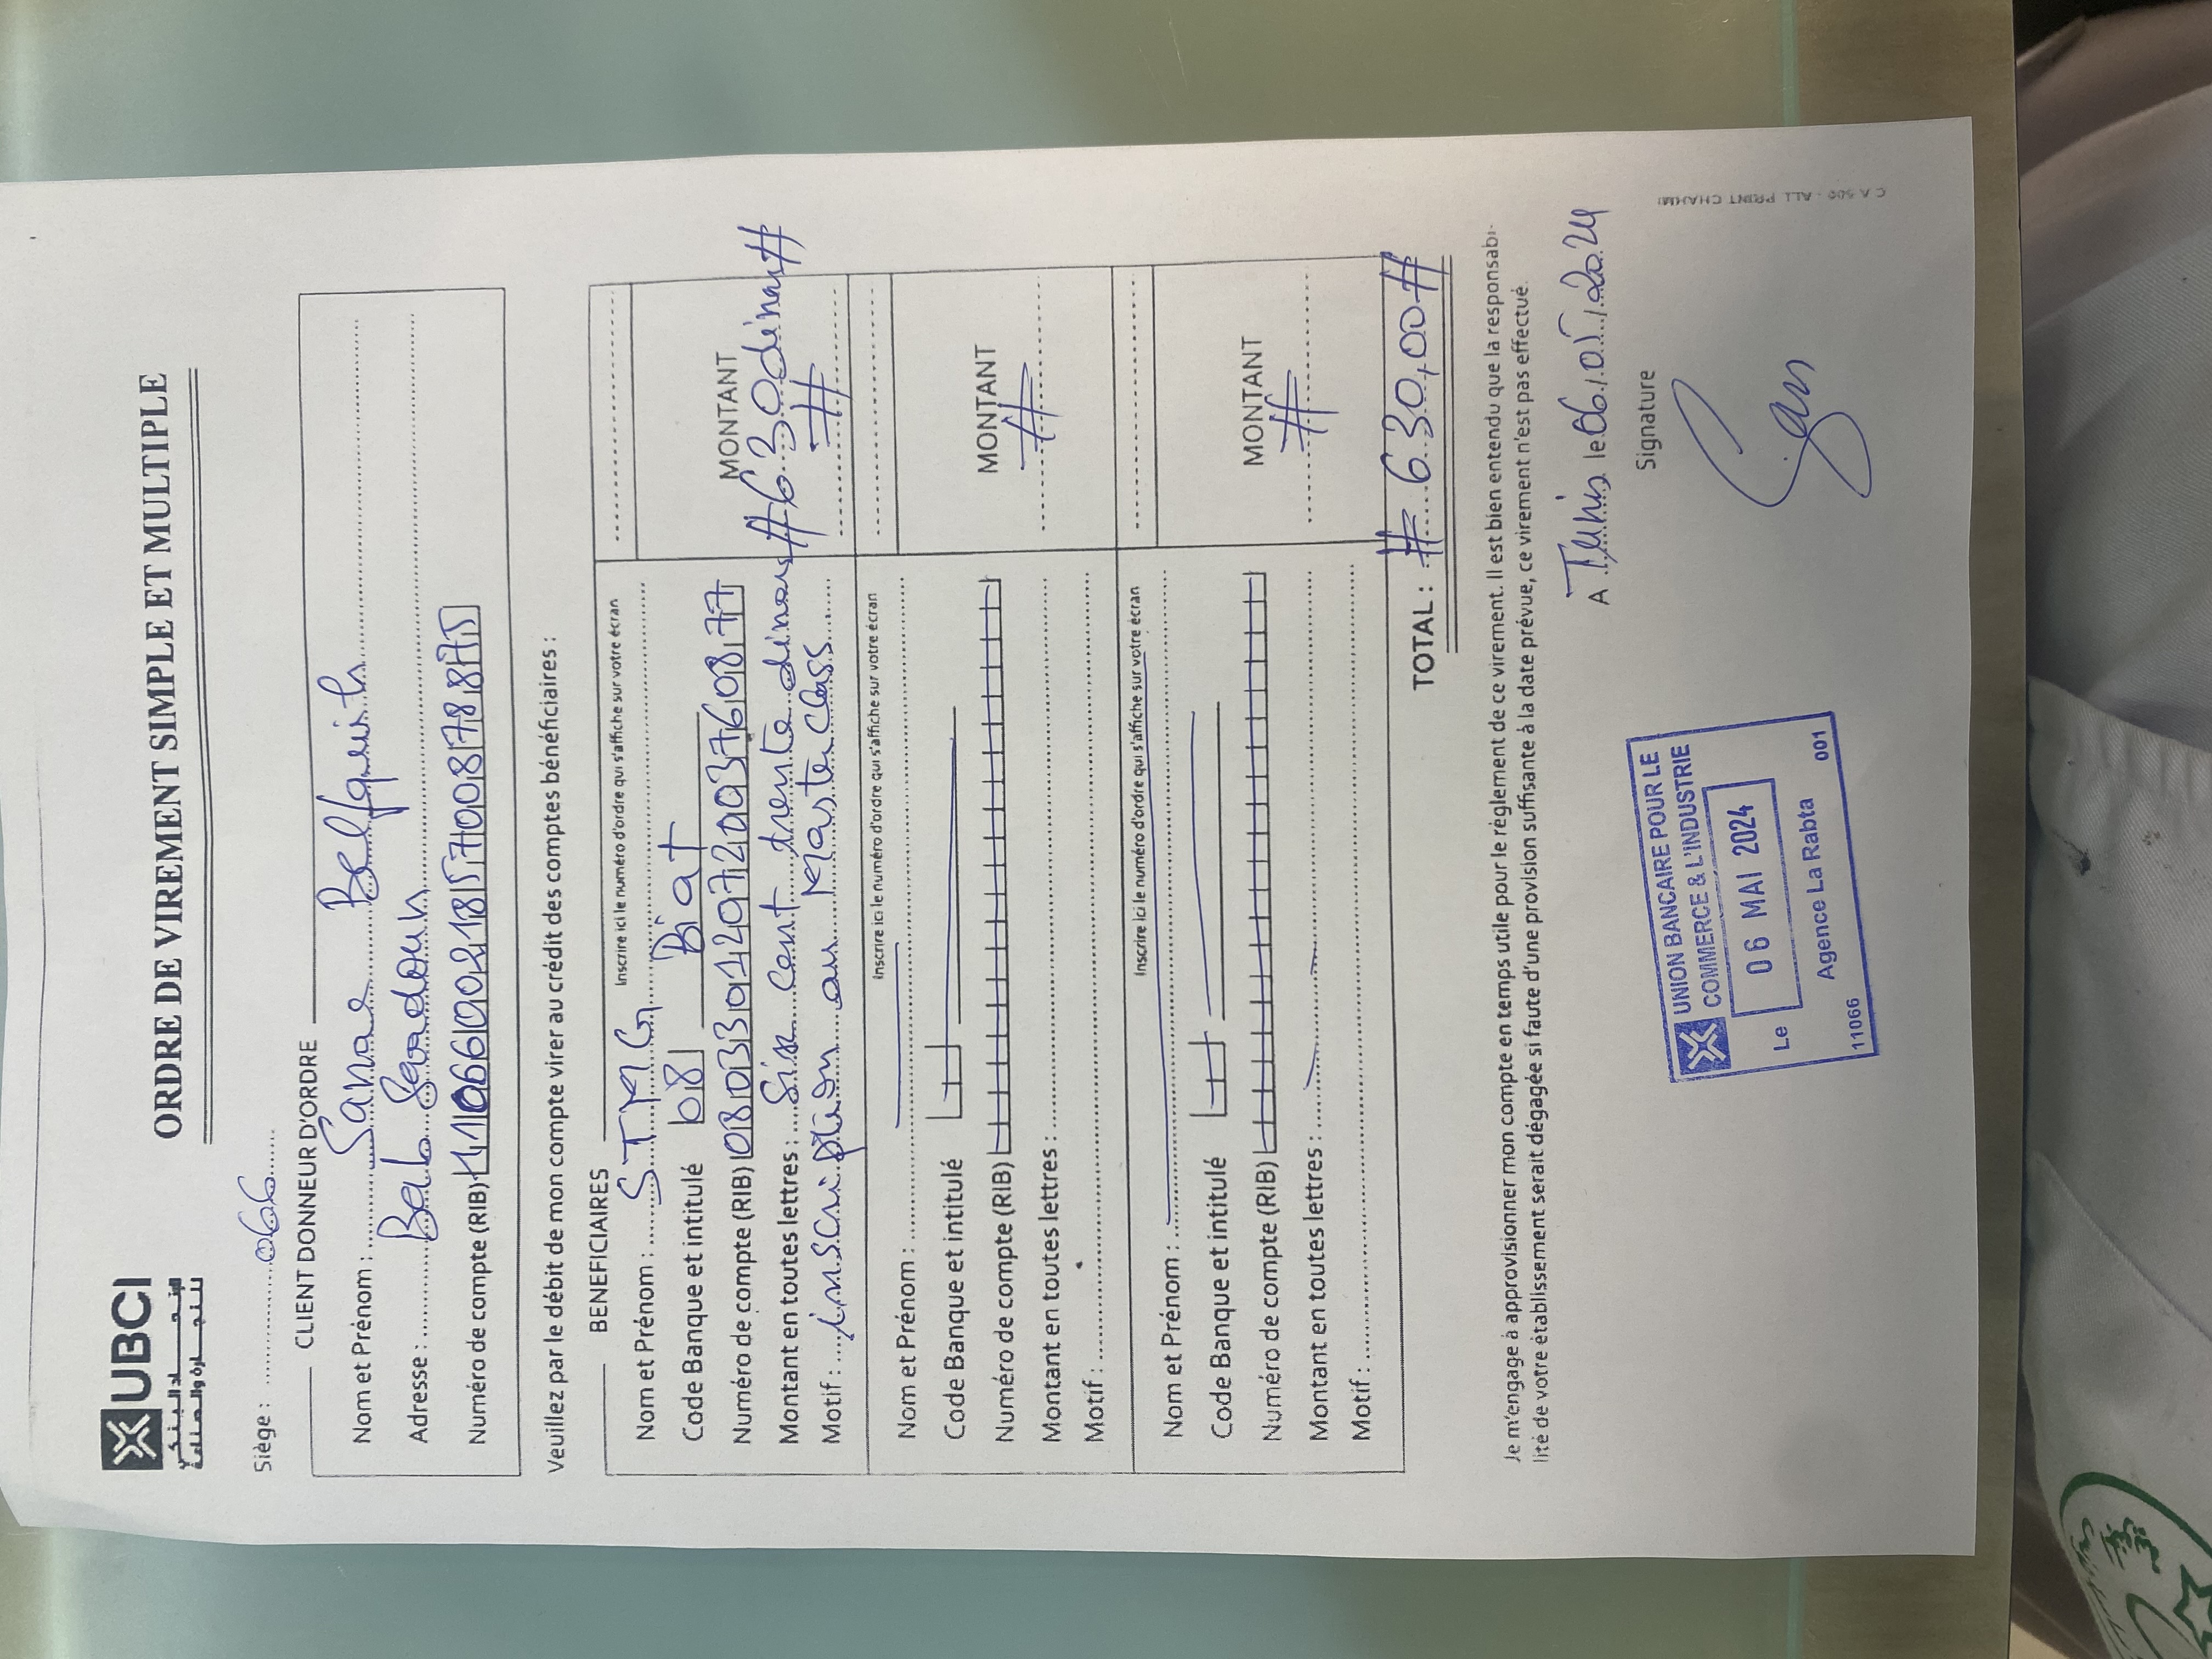 UBCI
الاتحاد البنكي
للتجارة والصناعة
ORDRE DE VIREMENT SIMPLE ET MULTIPLE
Siège : 066
CLIENT DONNEUR D'ORDRE
Nom et Prénom : Sanae Belfquih
Adresse : Bab Saadoun
Numéro de compte (RIB)
Veuillez par le débit de mon compte virer au crédit des comptes bénéficiaires :
BENEFICIAIRES
Inscrire ici le numéro d'ordre qui s'affiche sur votre écran
Nom et Prénom : STMG
Code Banque et intitulé 08 Biat
MONTANT
Numéro de compte (RIB)
#630 dinars#
Montant en toutes lettres : Six cent trente dinars #
#
Motif : inscription au Masterclass
Inscrire ici le numéro d'ordre qui s'affiche sur votre écran
Nom et Prénom :
Code Banque et intitulé
MONTANT
Numéro de compte (RIB)
#
Montant en toutes lettres :
Motif :
Inscrire ici le numéro d'ordre qui s'affiche sur votre écran
Nom et Prénom :
Code Banque et intitulé
MONTANT
Numéro de compte (RIB)
#
Montant en toutes lettres :
Motif :
TOTAL : # 630,00 #
Je m'engage à approvisionner mon compte en temps utile pour le règlement de ce virement. Il est bien entendu que la responsabi-
lité de votre établissement serait dégagée si faute d'une provision suffisante à la date prévue, ce virement n'est pas effectué.
A Tunis le 06/05/2024
Signature
UNION BANCAIRE POUR LE
COMMERCE & L'INDUSTRIE
Le 06 MAI 2024
Agence La Rabta
11066 001